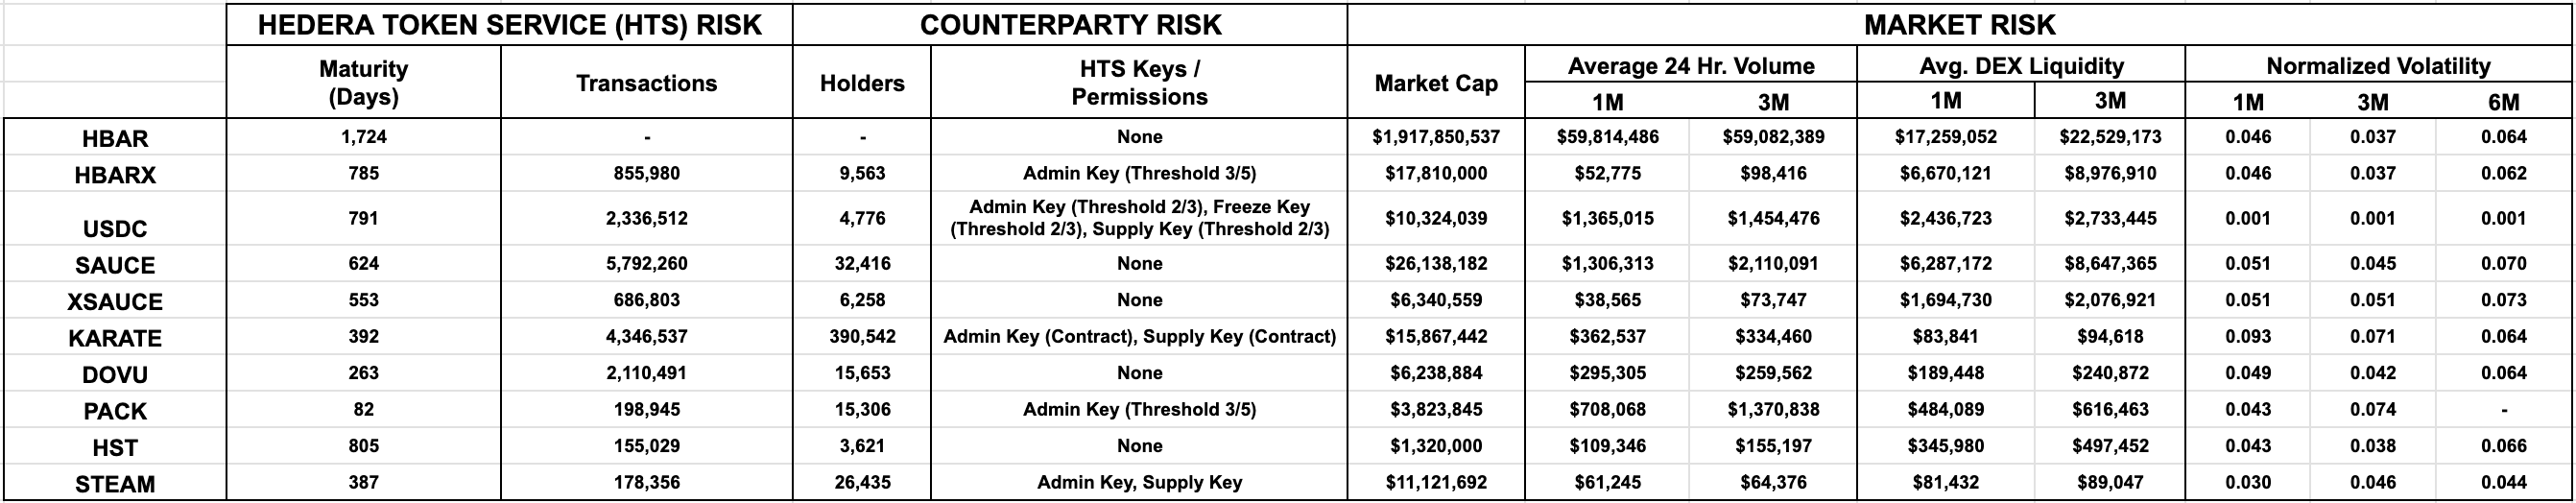 HEDERA TOKEN SERVICE (HTS) RISK COUNTERPARTY RISK MARKET RISK
Maturity (Days) Transactions Holders HTS Keys / Permissions Market Cap Average 24 Hr. Volume Avg. DEX Liquidity Normalized Volatility
1M 3M 1M 3M 1M 3M 6M
HBAR 1,724 - - None $1,917,850,537 $59,814,486 $59,082,389 $17,259,052 $22,529,173 0.046 0.037 0.064
HBARX 785 855,980 9,563 Admin Key (Threshold 3/5) $17,810,000 $52,775 $98,416 $6,670,121 $8,976,910 0.046 0.037 0.062
USDC 791 2,336,512 4,776 Admin Key (Threshold 2/3), Freeze Key (Threshold 2/3), Supply Key (Threshold 2/3) $10,324,039 $1,365,015 $1,454,476 $2,436,723 $2,733,445 0.001 0.001 0.001
SAUCE 624 5,792,260 32,416 None $26,138,182 $1,306,313 $2,110,091 $6,287,172 $8,647,365 0.051 0.045 0.070
XSAUCE 553 686,803 6,258 None $6,340,559 $38,565 $73,747 $1,694,730 $2,076,921 0.051 0.051 0.073
KARATE 392 4,346,537 390,542 Admin Key (Contract), Supply Key (Contract) $15,867,442 $362,537 $334,460 $83,841 $94,618 0.093 0.071 0.064
DOVU 263 2,110,491 15,653 None $6,238,884 $295,305 $259,562 $189,448 $240,872 0.049 0.042 0.064
PACK 82 198,945 15,306 Admin Key (Threshold 3/5) $3,823,845 $708,068 $1,370,838 $484,089 $616,463 0.043 0.074 -
HST 805 155,029 3,621 None $1,320,000 $109,346 $155,197 $345,980 $497,452 0.043 0.038 0.066
STEAM 387 178,356 26,435 Admin Key, Supply Key $11,121,692 $61,245 $64,376 $81,432 $89,047 0.030 0.046 0.044